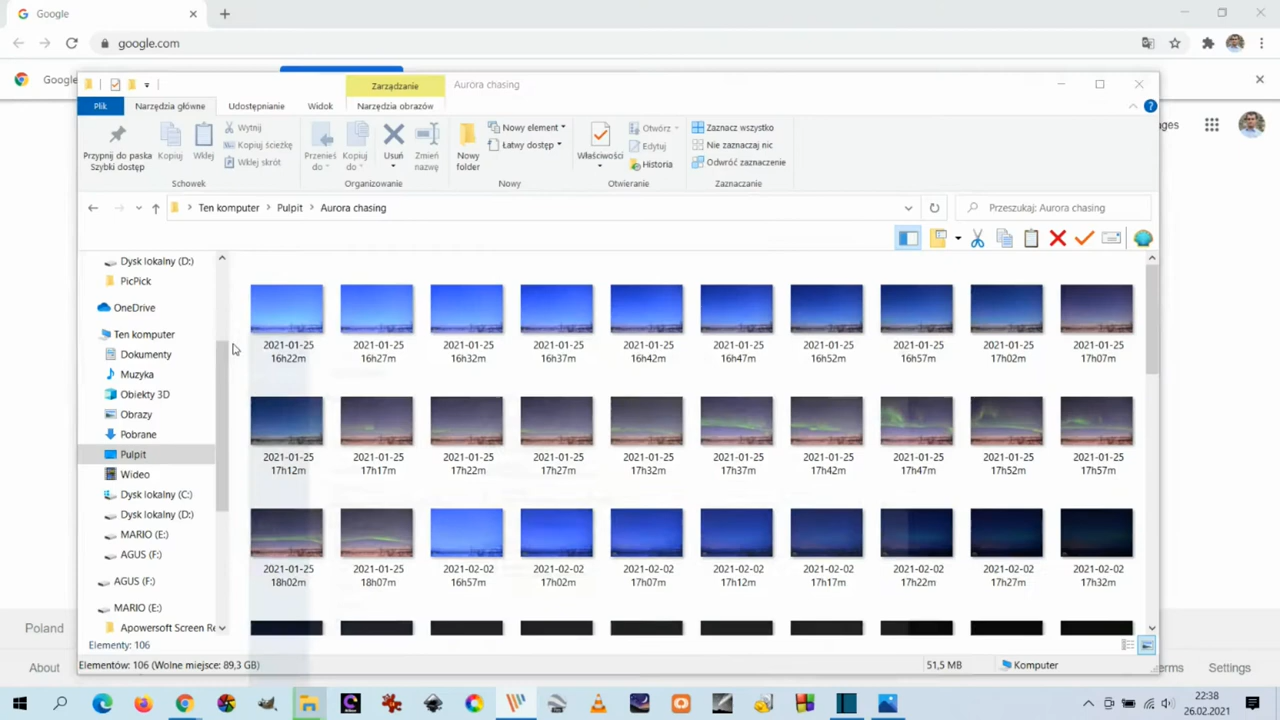 Google
google.com
Google
Zarządzanie
Aurora chasing
Plik
Narzędzia główne
Udostępnianie
Widok
Narzędzia obrazów
Przypnij do paska
Szybki dostęp
Kopiuj
Wklej
Wytnij
Kopiuj ścieżkę
Wklej skrót
Schowek
Przenieś
do
Kopiuj
do
Usuń
Zmień
nazwę
Organizowanie
Nowy
folder
Nowy element
Łatwy dostęp
Nowy
Właściwości
Otwórz
Edytuj
Historia
Otwieranie
Zaznacz wszystko
Nie zaznaczaj nic
Odwróć zaznaczenie
Zaznaczanie
ges
Ten komputer
Pulpit
Aurora chasing
Przeszukaj: Aurora chasing
Dysk lokalny (D:)
PicPick
OneDrive
Ten komputer
Dokumenty
Muzyka
Obiekty 3D
Obrazy
Pobrane
Pulpit
Wideo
Dysk lokalny (C:)
Dysk lokalny (D:)
MARIO (E:)
AGUS (F:)
AGUS (F:)
MARIO (E:)
Apowersoft Screen Re
2021-01-25 16h22m
2021-01-25 16h27m
2021-01-25 16h32m
2021-01-25 16h37m
2021-01-25 16h42m
2021-01-25 16h47m
2021-01-25 16h52m
2021-01-25 16h57m
2021-01-25 17h02m
2021-01-25 17h07m
2021-01-25 17h12m
2021-01-25 17h17m
2021-01-25 17h22m
2021-01-25 17h27m
2021-01-25 17h32m
2021-01-25 17h37m
2021-01-25 17h42m
2021-01-25 17h47m
2021-01-25 17h52m
2021-01-25 17h57m
2021-01-25 18h02m
2021-01-25 18h07m
2021-02-02 16h57m
2021-02-02 17h02m
2021-02-02 17h07m
2021-02-02 17h12m
2021-02-02 17h17m
2021-02-02 17h22m
2021-02-02 17h27m
2021-02-02 17h32m
Elementy: 106
Elementów: 106 (Wolne miejsce: 89,3 GB)
51,5 MB
Komputer
Poland
About
erms
Settings
22:38
26.02.2021